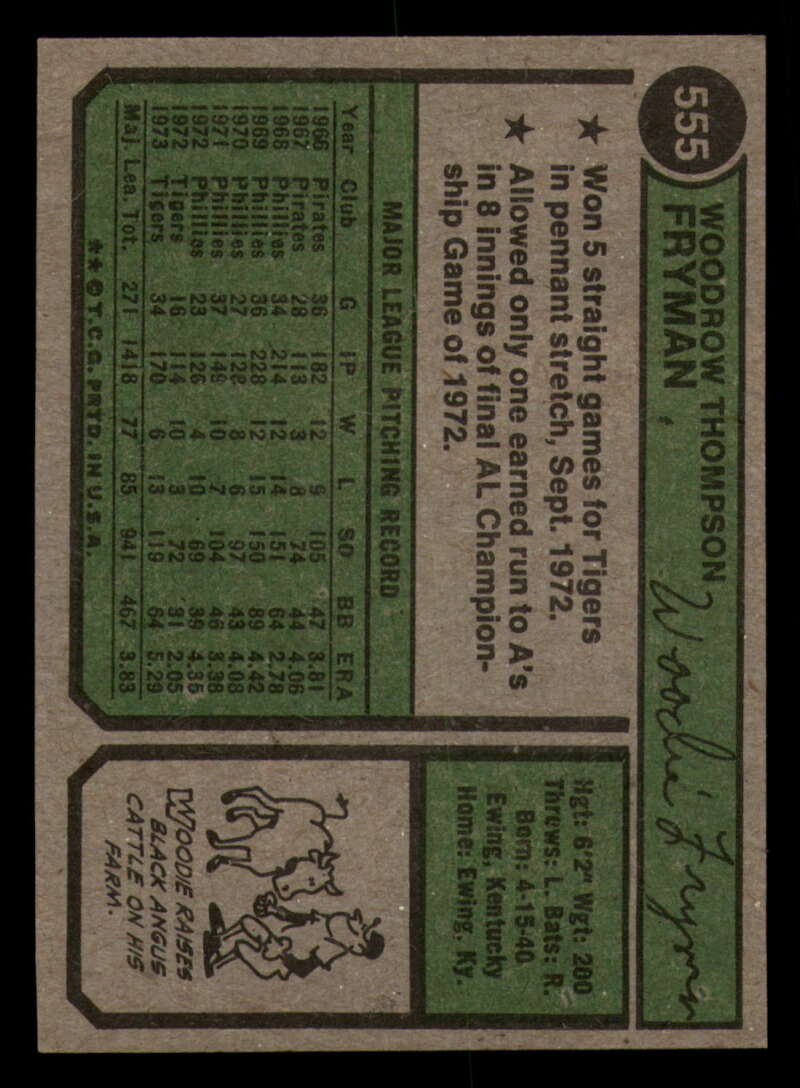 555
WOODROW THOMPSON
FRYMAN
Woodie Fryman
★ Won 5 straight games for Tigers
in pennant stretch, Sept. 1972.
★ Allowed only one earned run to A's
in 8 innings of final AL Champion-
ship Game of 1972.
MAJOR LEAGUE PITCHING RECORD
Year Club G IP W L SO BB ERA
1966 Pirates 36 182 12 9 105 47 3.81
1967 Pirates 28 113 3 8 74 44 4.06
1968 Phillies 34 214 12 14 151 64 2.78
1969 Phillies 36 228 12 15 150 89 4.42
1970 Phillies 27 128 8 6 97 43 4.08
1971 Phillies 37 149 10 7 104 46 3.38
1972 Phillies 23 126 4 10 69 39 4.35
1972 Tigers 16 114 10 3 72 31 2.05
1973 Tigers 34 170 6 13 119 64 5.29
Maj. Lea. Tot. 271 1418 77 85 941 467 3.83
★★© T.C.G. PRTD. IN U.S.A.
Hgt: 6'2" Wgt: 200
Throws: L. Bats: R.
Born: 4-15-40
Ewing, Kentucky
Home: Ewing, Ky.
WOODIE RAISES
BLACK ANGUS
CATTLE ON HIS
FARM.